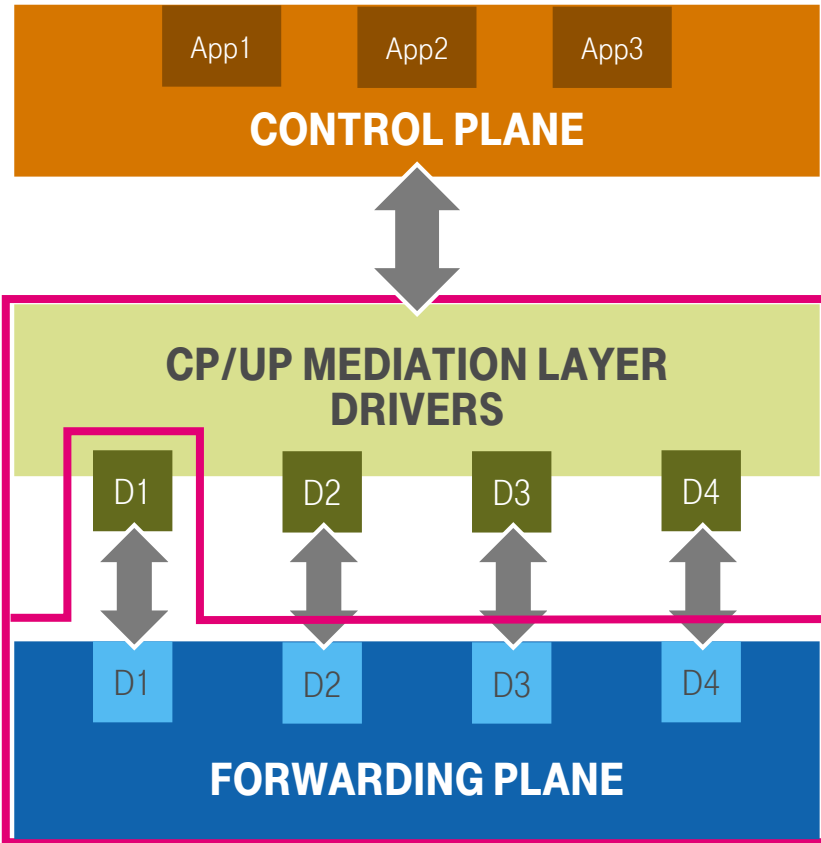 App1 App2 App3
CONTROL PLANE
CP/UP MEDIATION LAYER
DRIVERS
D1 D2 D3 D4
D1 D2 D3 D4
FORWARDING PLANE